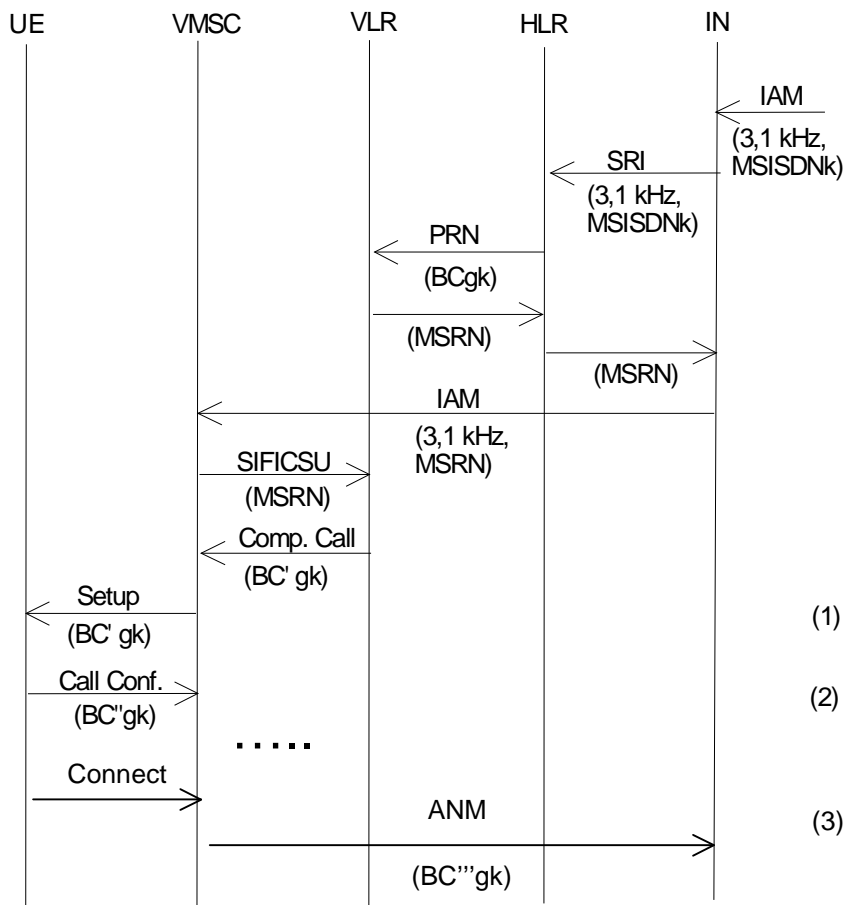 UE VMSC VLR HLR IN
IAM
(3,1 kHz,
MSISDNk)
SRI
(3,1 kHz,
MSISDNk)
PRN
(BCgk)
(MSRN)
(MSRN)
IAM
(3,1 kHz,
MSRN)
SIFICSU
(MSRN)
Comp. Call
(BC' gk)
Setup
(BC' gk)
(1)
Call Conf.
(BC"gk)
(2)
.....
Connect
ANM
(3)
(BC'"gk)